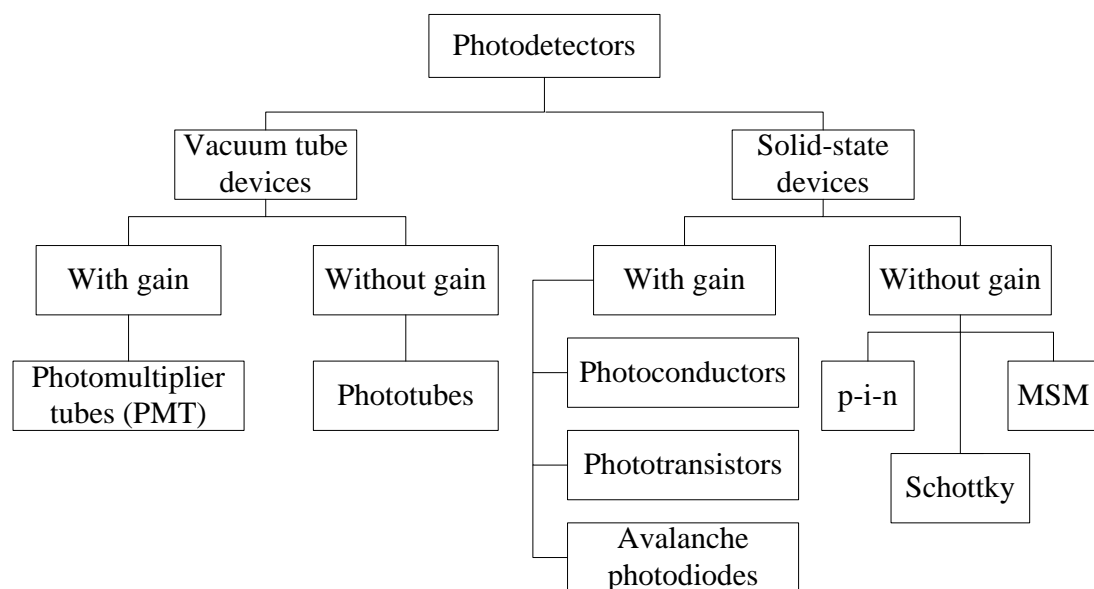 Photodetectors
Vacuum tube
devices
Solid-state
devices
With gain
Without gain
With gain
Without gain
Photomultiplier
tubes (PMT)
Phototubes
Photoconductors
p-i-n
MSM
Phototransistors
Schottky
Avalanche
photodiodes